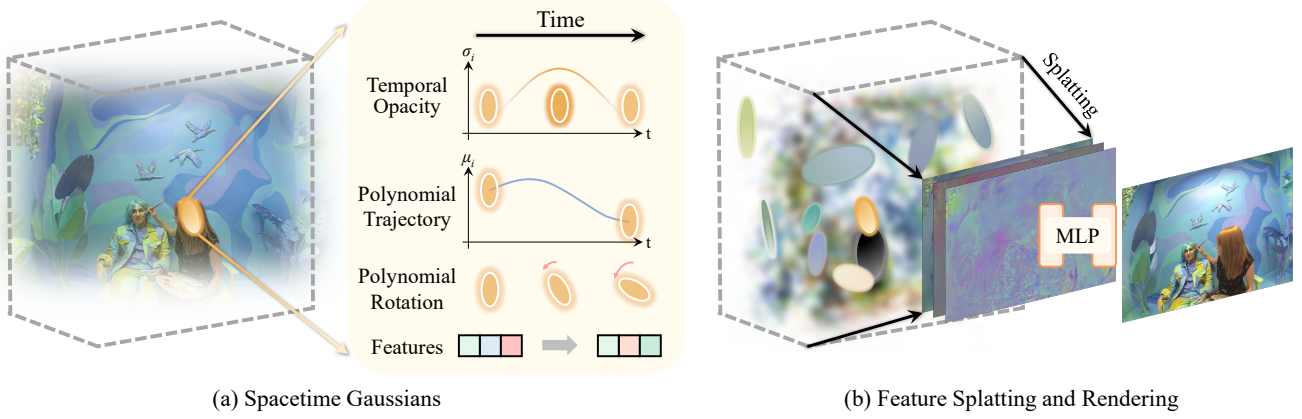 Time
σi
Temporal
Opacity
t
μi
Polynomial
Trajectory
t
Polynomial
Rotation
Features
(a) Spacetime Gaussians
Splatting
MLP
(b) Feature Splatting and Rendering